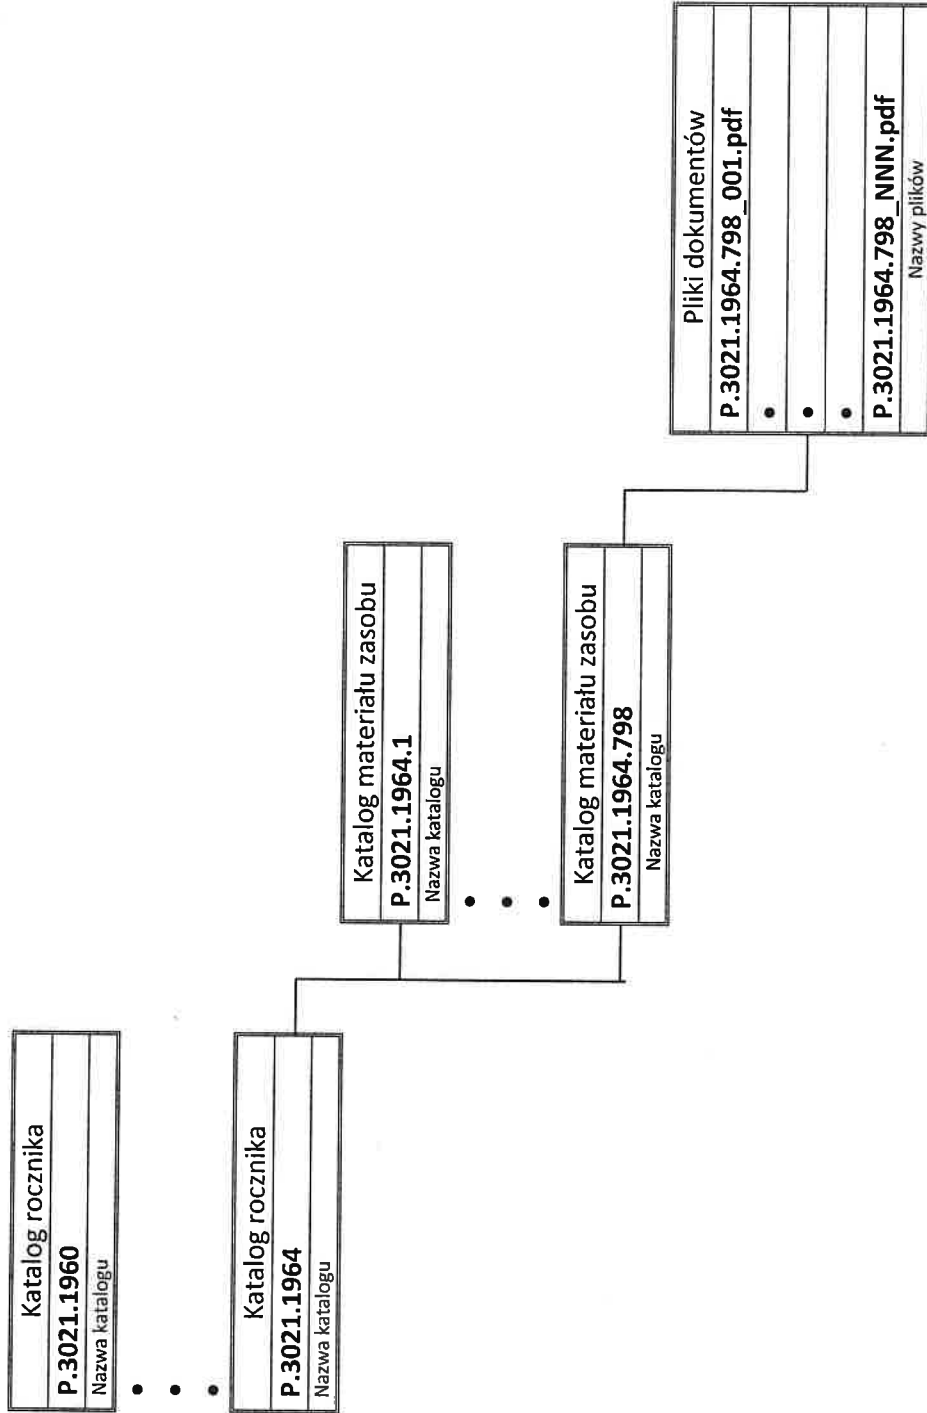 Katalog rocznika
P.3021.1960
Nazwa katalogu
•
•
•
Katalog rocznika
P.3021.1964
Nazwa katalogu
Katalog materiału zasobu
P.3021.1964.1
Nazwa katalogu
•
•
•
Katalog materiału zasobu
P.3021.1964.798
Nazwa katalogu
Pliki dokumentów
P.3021.1964.798_001.pdf
•
•
•
P.3021.1964.798_NNN.pdf
Nazwy plików